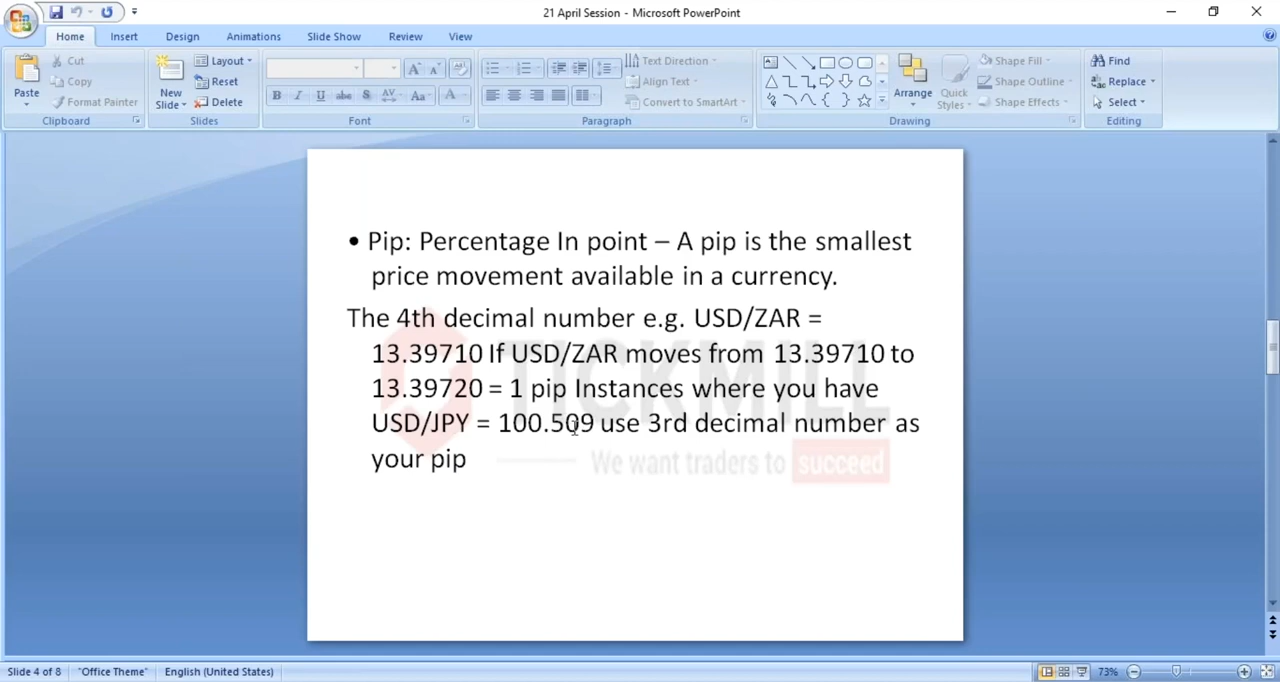 21 April Session - Microsoft PowerPoint
Home Insert Design Animations Slide Show Review View
Paste
Cut
Copy
Format Painter
Clipboard
New Slide
Layout
Reset
Delete
Slides
B I U abc S AV Aa A
Font
Text Direction
Align Text
Convert to SmartArt
Paragraph
Arrange
Quick Styles
Shape Fill
Shape Outline
Shape Effects
Drawing
Find
Replace
Select
Editing
• Pip: Percentage In point – A pip is the smallest
price movement available in a currency.
The 4th decimal number e.g. USD/ZAR =
13.39710 If USD/ZAR moves from 13.39710 to
13.39720 = 1 pip Instances where you have
USD/JPY = 100.509 use 3rd decimal number as
your pip
TICKMILL
We want traders to succeed
Slide 4 of 8 "Office Theme" English (United States) 73%